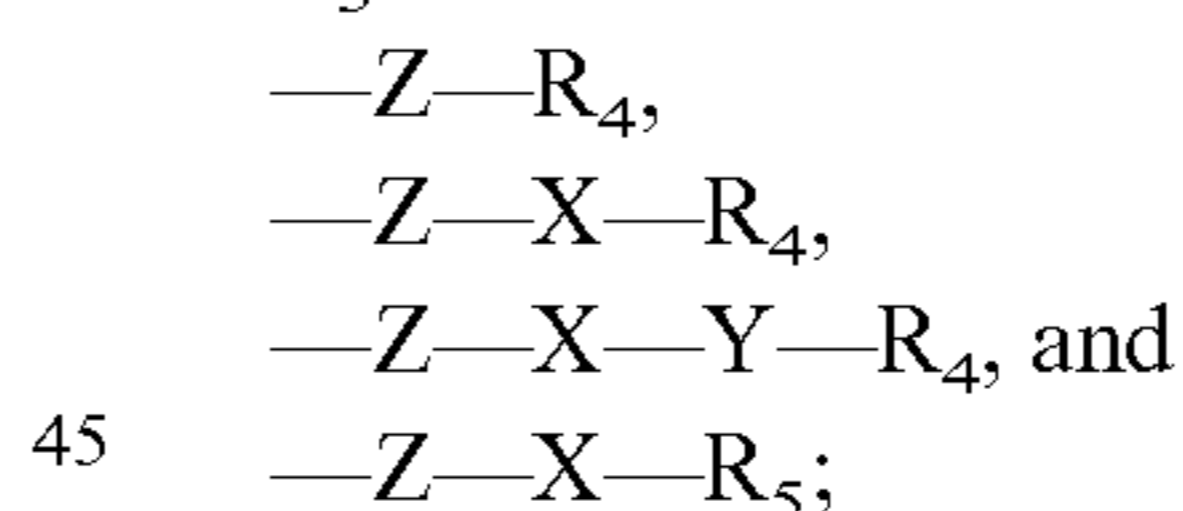 —Z—R₄,
—Z—X—R₄,
—Z—X—Y—R₄, and
45 —Z—X—R₅;